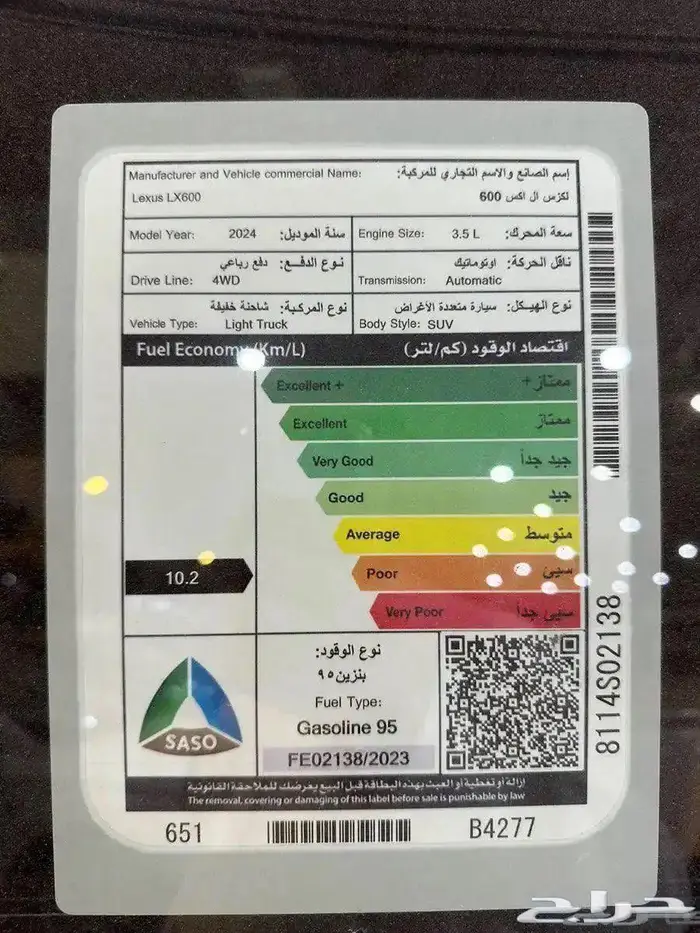 Manufacturer and Vehicle commercial Name: إسم الصانع والاسم التجاري للمركبة:
Lexus LX600 لكزس ال اكس 600
Model Year: 2024 سنة الموديل:
Engine Size: 3.5 L سعة المحرك:
نوع الدفع: دفع رباعي
Drive Line: 4WD
ناقل الحركة: اوتوماتيك
Transmission: Automatic
نوع المركبة: شاحنة خفيفة
Vehicle Type: Light Truck
نوع الهيكل: سيارة متعددة الأغراض
Body Style: SUV
Fuel Economy (Km/L) اقتصاد الوقود (كم/لتر)
Excellent + ممتاز +
Excellent ممتاز
Very Good جيد جداً
Good جيد
Average متوسط
10.2
Poor سيئ
Very Poor سيئ جداً
SASO
نوع الوقود:
بنزين ٩٥
Fuel Type:
Gasoline 95
FE02138/2023
8114S02138
إزالة أو تغطية أو العبث بهذه البطاقة قبل البيع يعرضك للملاحقة القانونية
The removal, covering or damaging of this label before sale is punishable by law
651 B4277
حراج